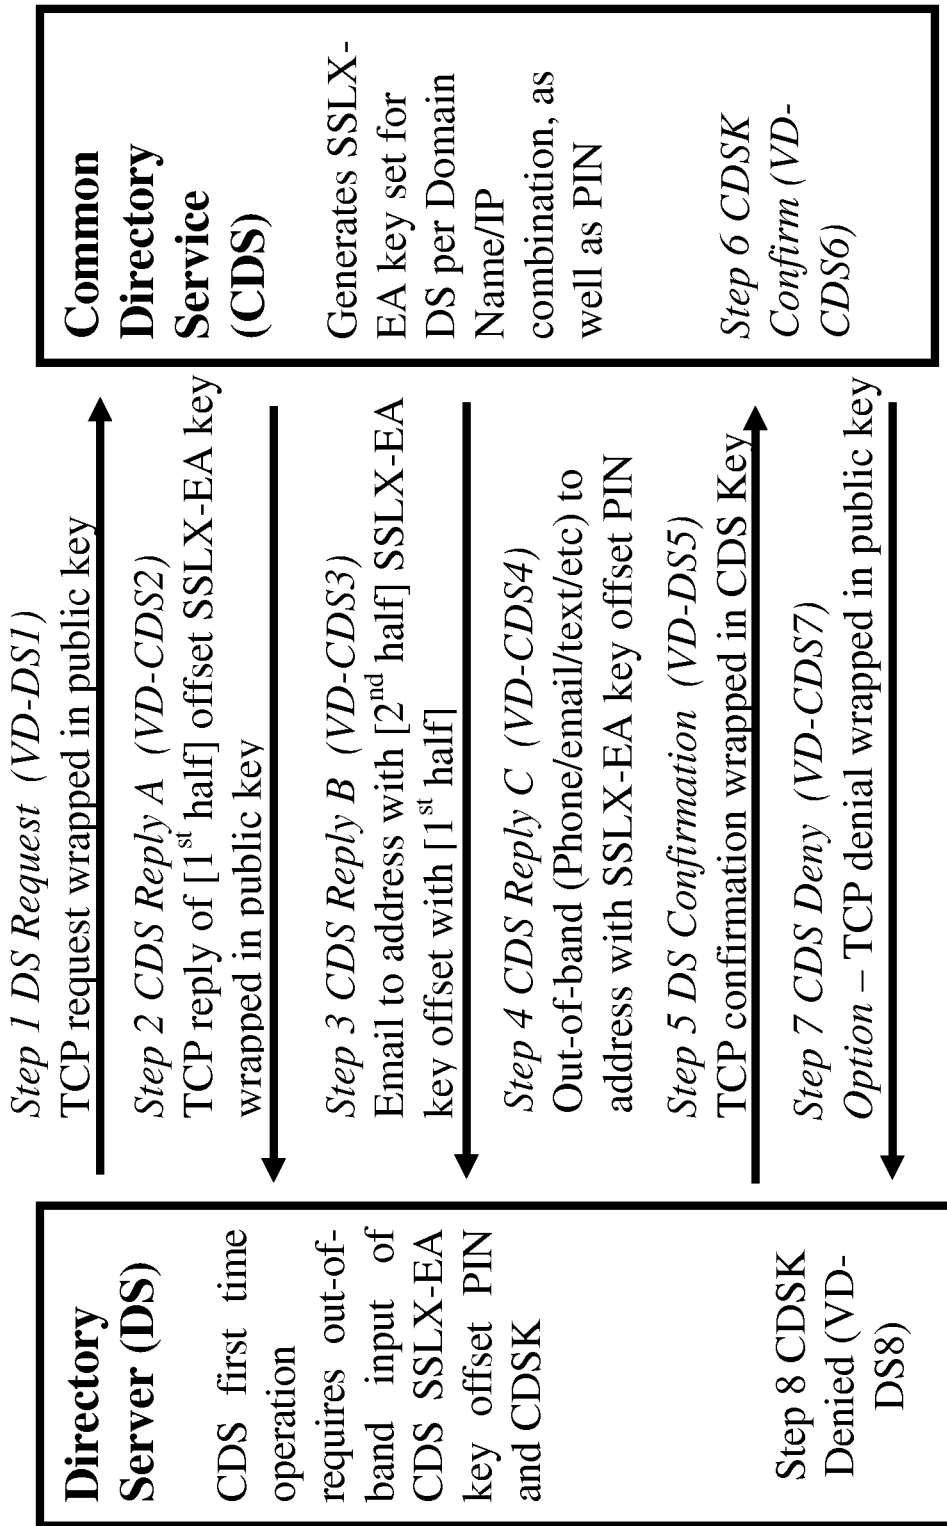 Directory
Server (DS)
CDS first time
operation
requires out-of-
band input of
CDS SSLX-EA
key offset PIN
and CDSK
Step 8 CDSK
Denied (VD-
DS8)
Step 1 DS Request (VD-DS1)
TCP request wrapped in public key
Step 2 CDS Reply A (VD-CDS2)
TCP reply of [1st half] offset SSLX-EA key
wrapped in public key
Step 3 CDS Reply B (VD-CDS3)
Email to address with [2nd half] SSLX-EA
key offset with [1st half]
Step 4 CDS Reply C (VD-CDS4)
Out-of-band (Phone/email/text/etc) to
address with SSLX-EA key offset PIN
Step 5 DS Confirmation (VD-DS5)
TCP confirmation wrapped in CDS Key
Step 7 CDS Deny (VD-CDS7)
Option – TCP denial wrapped in public key
Common
Directory
Service
(CDS)
Generates SSLX-
EA key set for
DS per Domain
Name/IP
combination, as
well as PIN
Step 6 CDSK
Confirm (VD-
CDS6)